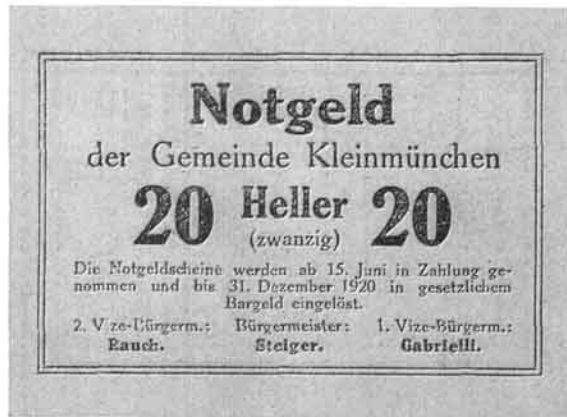 Notgeld
der Gemeinde Kleinmünchen
20 Heller 20
(zwanzig)
Die Notgeldscheine werden ab 15. Juni in Zahlung ge-
nommen und bis 31. Dezember 1920 in gesetzlichem
Bargeld eingelöst.
2. Vize-Bürgerm.: Bürgermeister: 1. Vize-Bürgerm.:
Rauch. Steiger. Gabrielli.